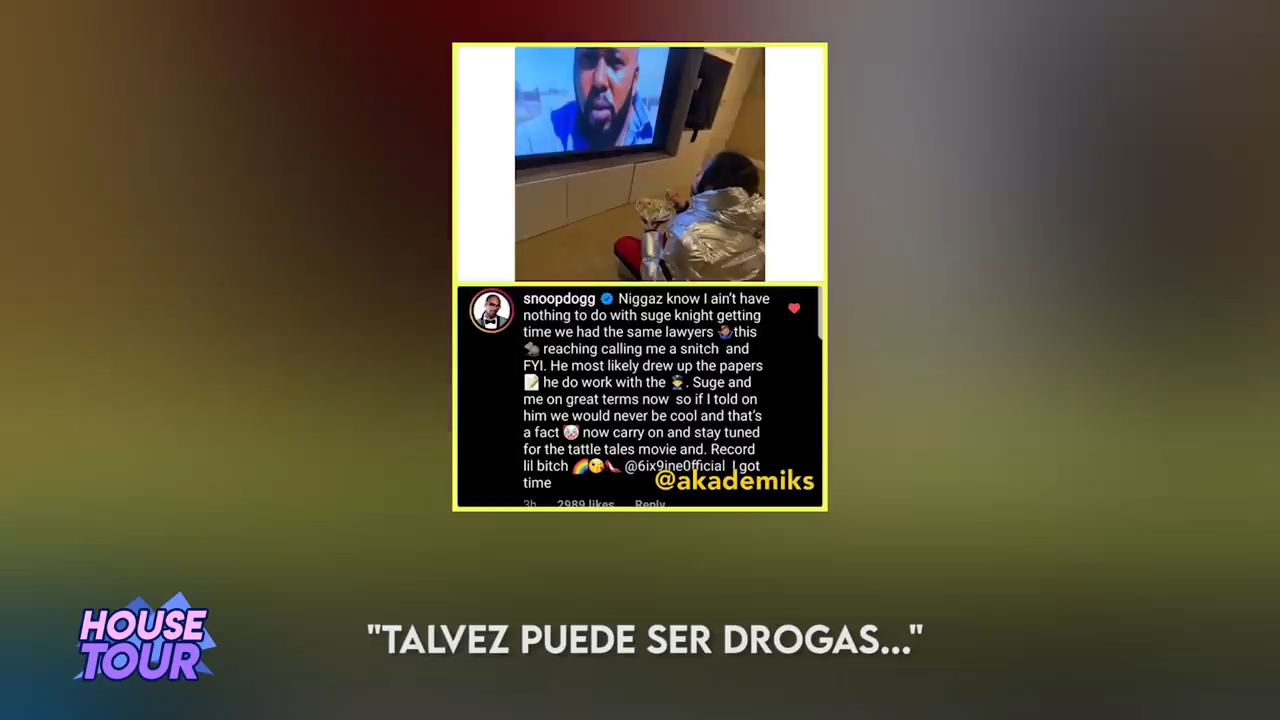 snoopdogg Niggaz know I ain't have
nothing to do with suge knight getting
time we had the same lawyers 🤷🏽‍♂️this
🐀 reaching calling me a snitch and
FYI. He most likely drew up the papers
📝 he do work with the 👮. Suge and
me on great terms now so if I told on
him we would never be cool and that's
a fact 🤡 now carry on and stay tuned
for the tattle tales movie and. Record
lil bitch 🌈😘👠 @6ix9ine0fficial I got
time
@akademiks
3h 2989 likes Reply
HOUSE
TOUR
"TALVEZ PUEDE SER DROGAS..."